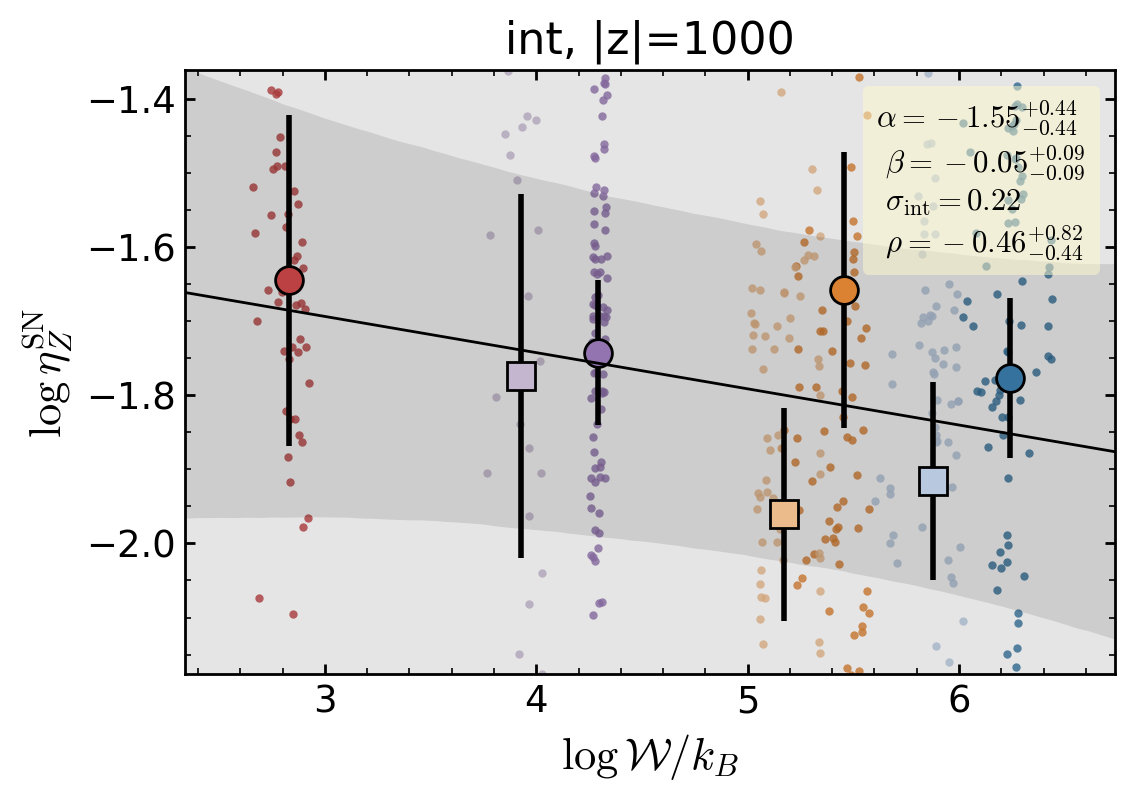 int, |z|=1000
α = −1.55^{+0.44}_{−0.44}
β = −0.05^{+0.09}_{−0.09}
σ_int = 0.22
ρ = −0.46^{+0.82}_{−0.44}
log η_Z^SN
−1.4
−1.6
−1.8
−2.0
3 4 5 6
log 𝒲/k_B